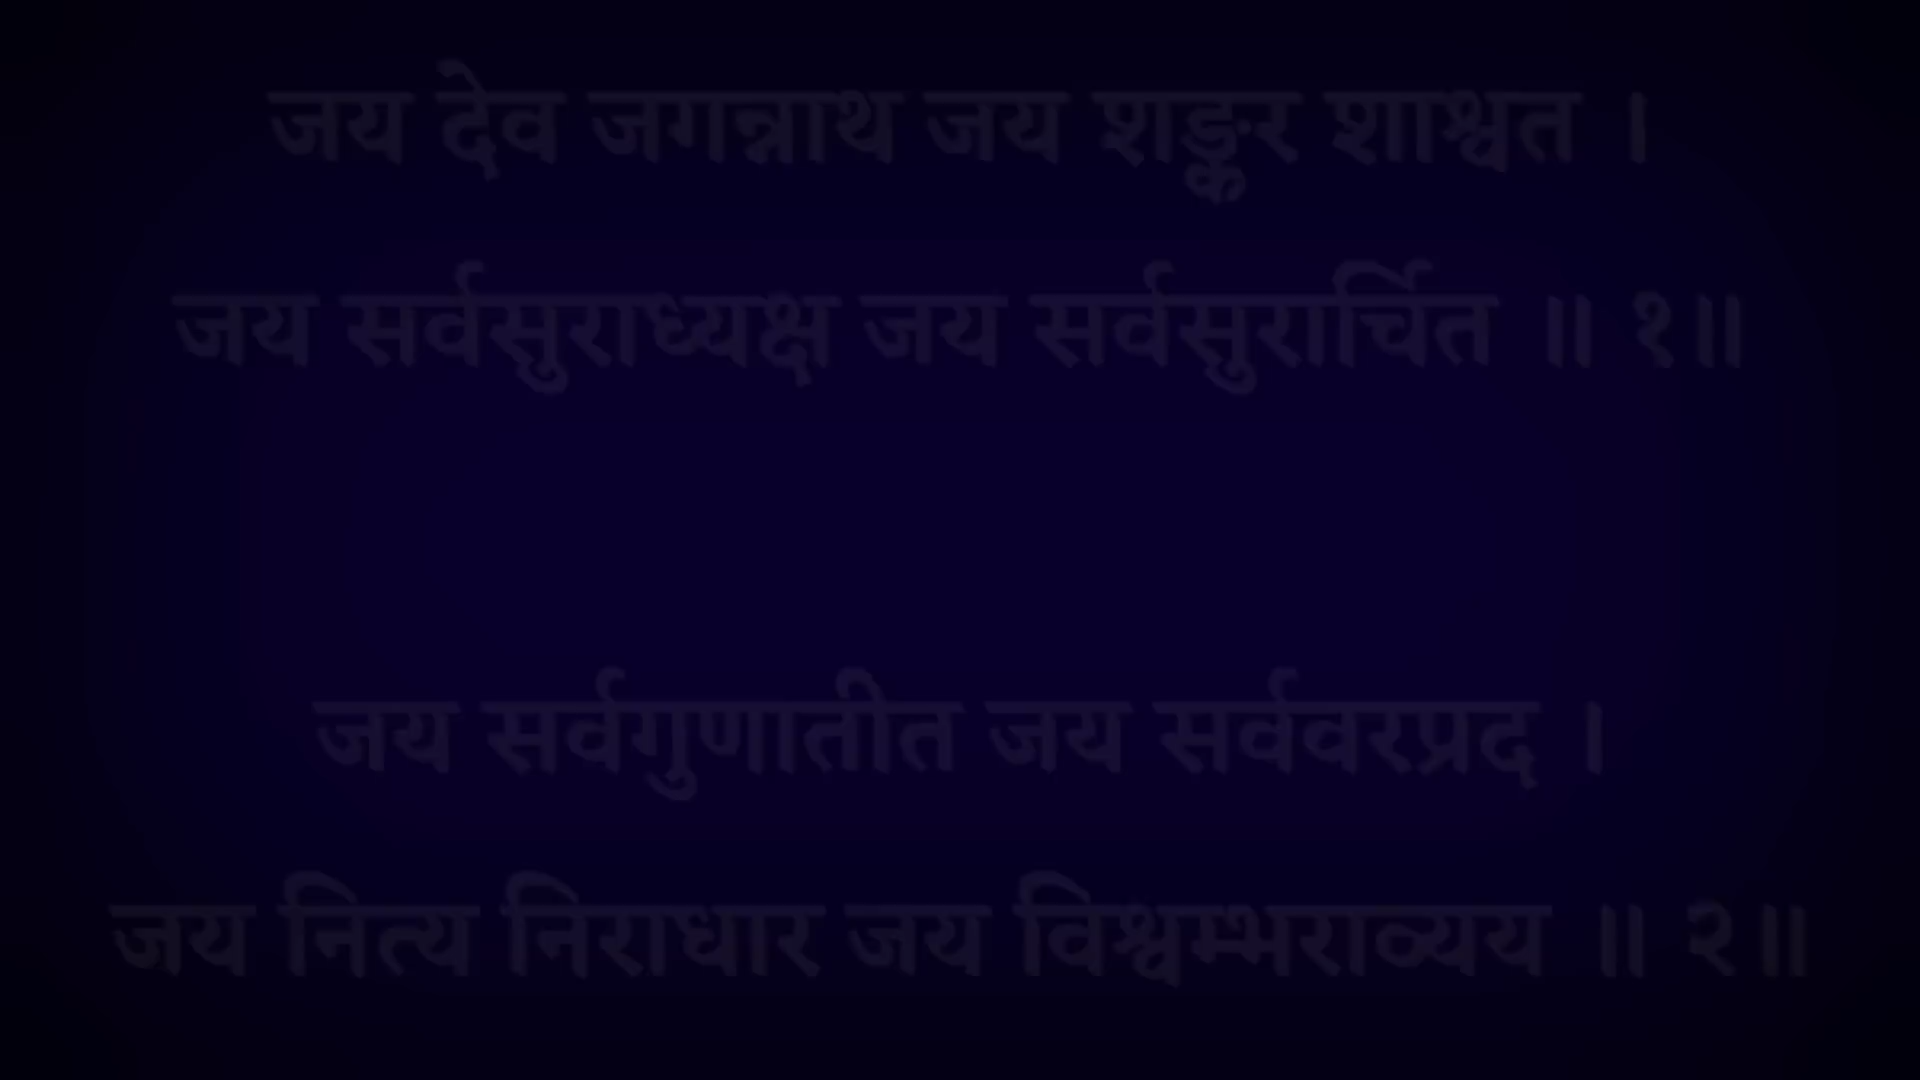 जय देव जगन्नाथ जय शङ्कर शाश्वत ।
जय सर्वसुराध्यक्ष जय सर्वसुरार्चित ॥ १॥
जय सर्वगुणातीत जय सर्ववरप्रद ।
जय नित्य निराधार जय विश्वम्भराव्यय ॥ २॥